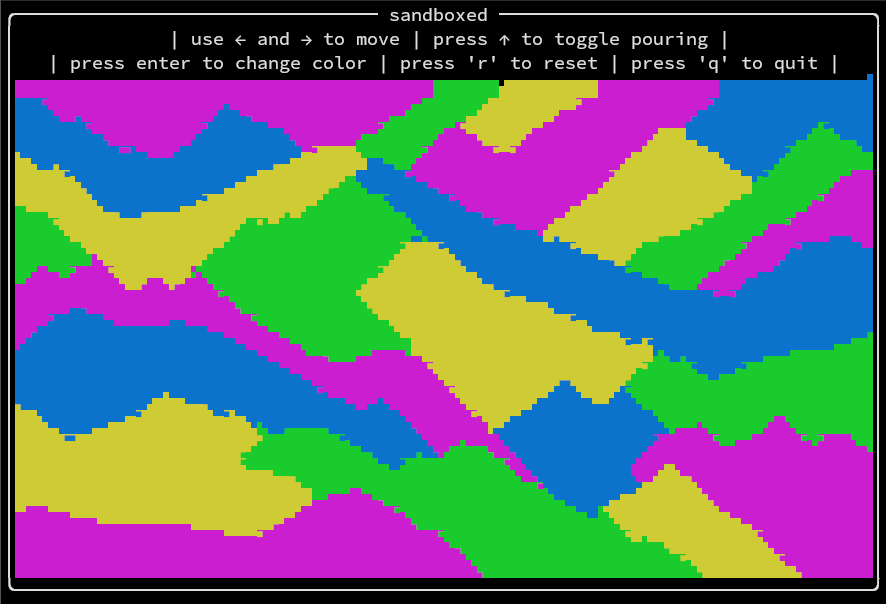 sandboxed
| use ← and → to move | press ↑ to toggle pouring |
| press enter to change color | press 'r' to reset | press 'q' to quit |